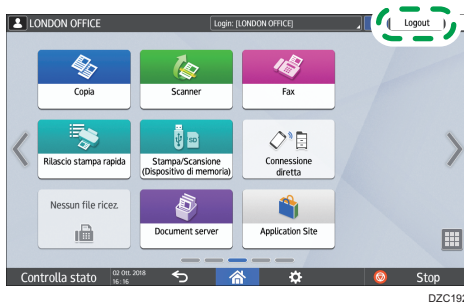 LONDON OFFICE
Login: [LONDON OFFICE]
Logout
Copia
Scanner
Fax
Rilascio stampa rapida
Stampa/Scansione
(Dispositivo di memoria)
SD
Connessione
diretta
Nessun file ricez.
Document server
Application Site
Controlla stato
02 Ott. 2018
16:16
Stop
DZC192